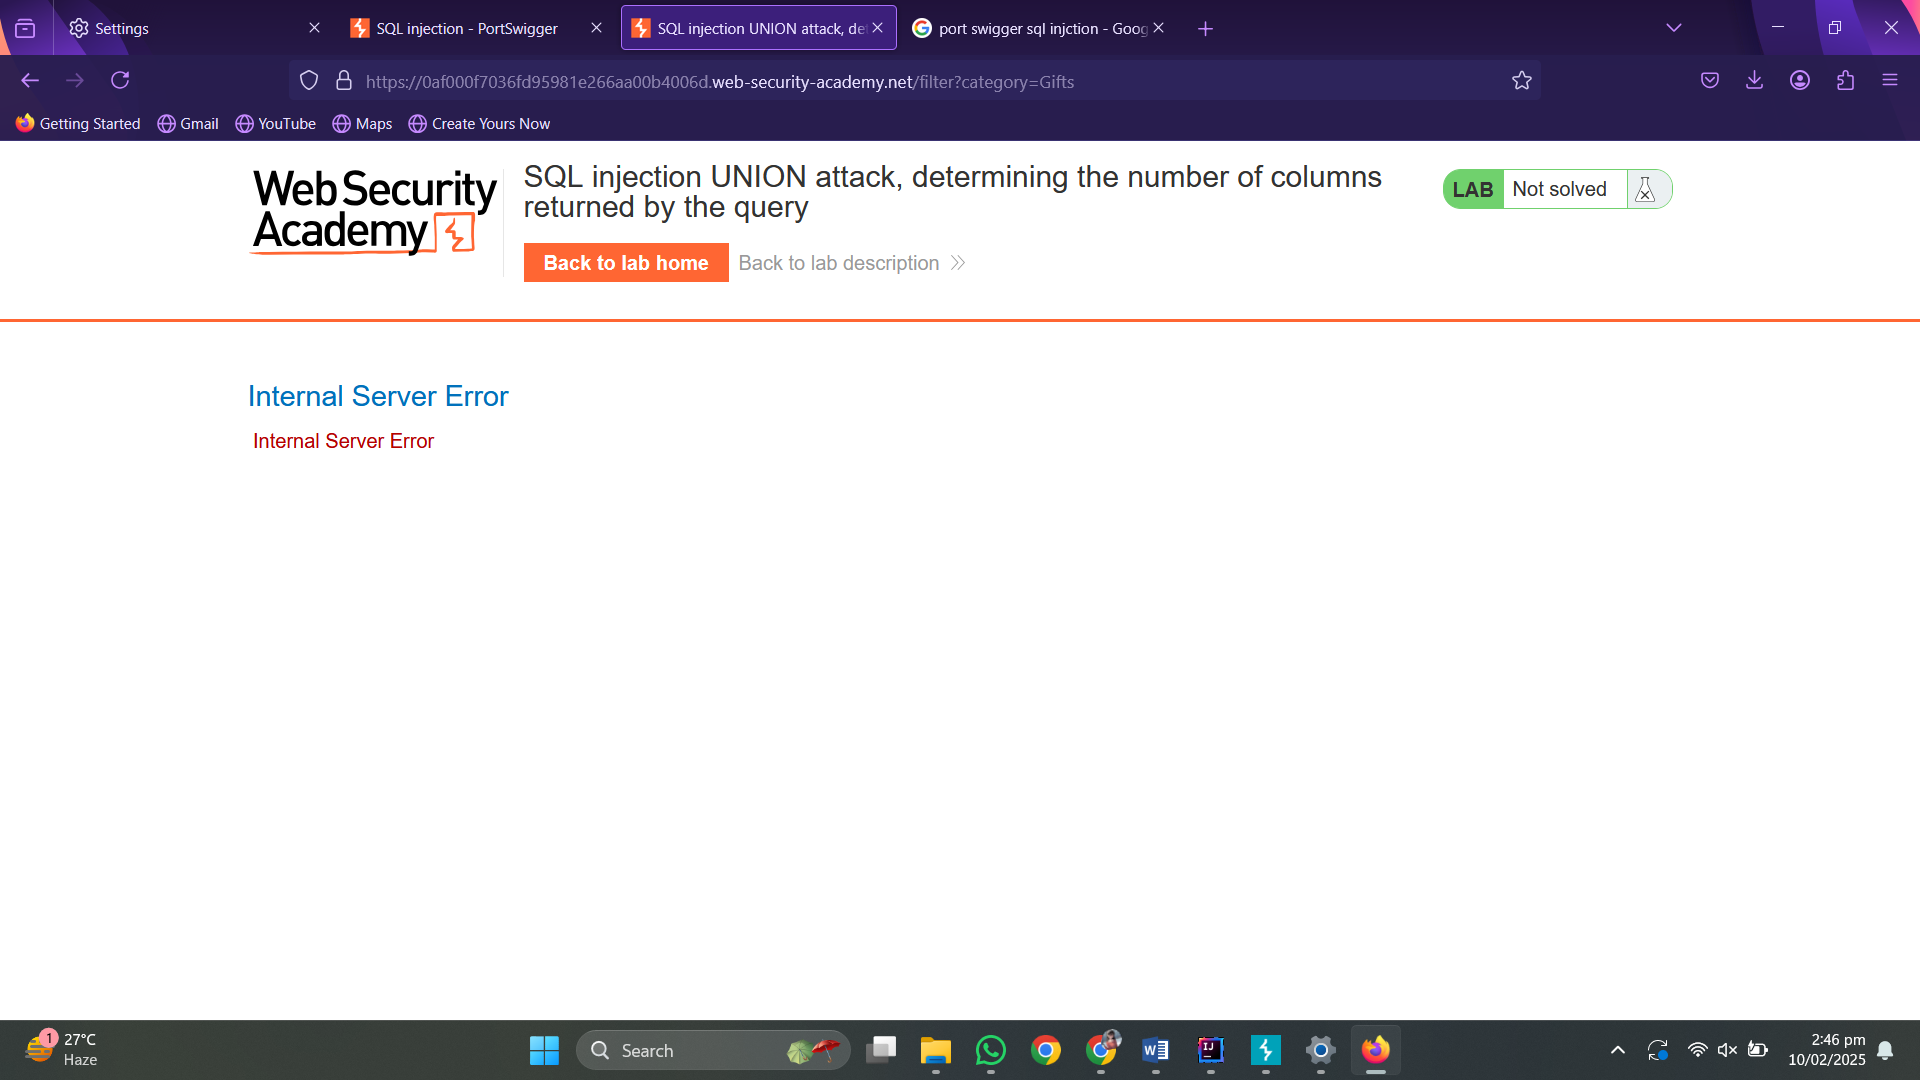 Settings
SQL injection - PortSwigger
SQL injection UNION attack, de
port swigger sql injction - Goog
https://0af000f7036fd95981e266aa00b4006d.web-security-academy.net/filter?category=Gifts
Getting Started
Gmail
YouTube
Maps
Create Yours Now
Web Security
Academy
SQL injection UNION attack, determining the number of columns
returned by the query
LAB
Not solved
Back to lab home
Back to lab description
Internal Server Error
Internal Server Error
1
27°C
Haze
Search
W
IJ
2:46 pm
10/02/2025